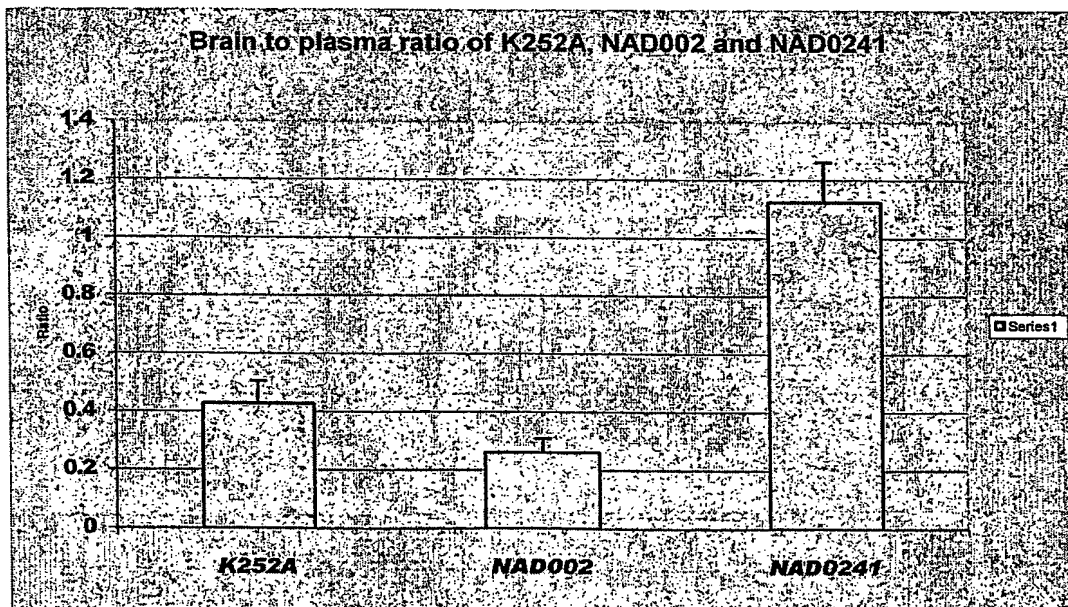 Brain to plasma ratio of K252A, NAD002 and NAD0241
1.4
1.2
1
0.8
0.6
0.4
0.2
0
Ratio
Series1
K252A NAD002 NAD0241